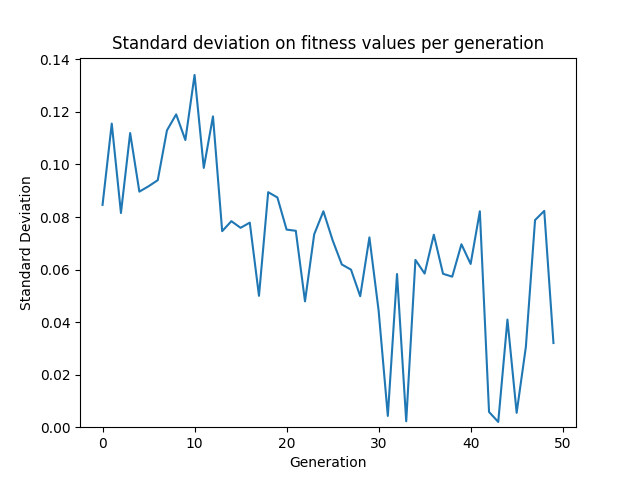 Standard deviation on fitness values per generation
0.14
0.12
0.10
0.08
0.06
0.04
0.02
0.00
Standard Deviation
0 10 20 30 40 50
Generation